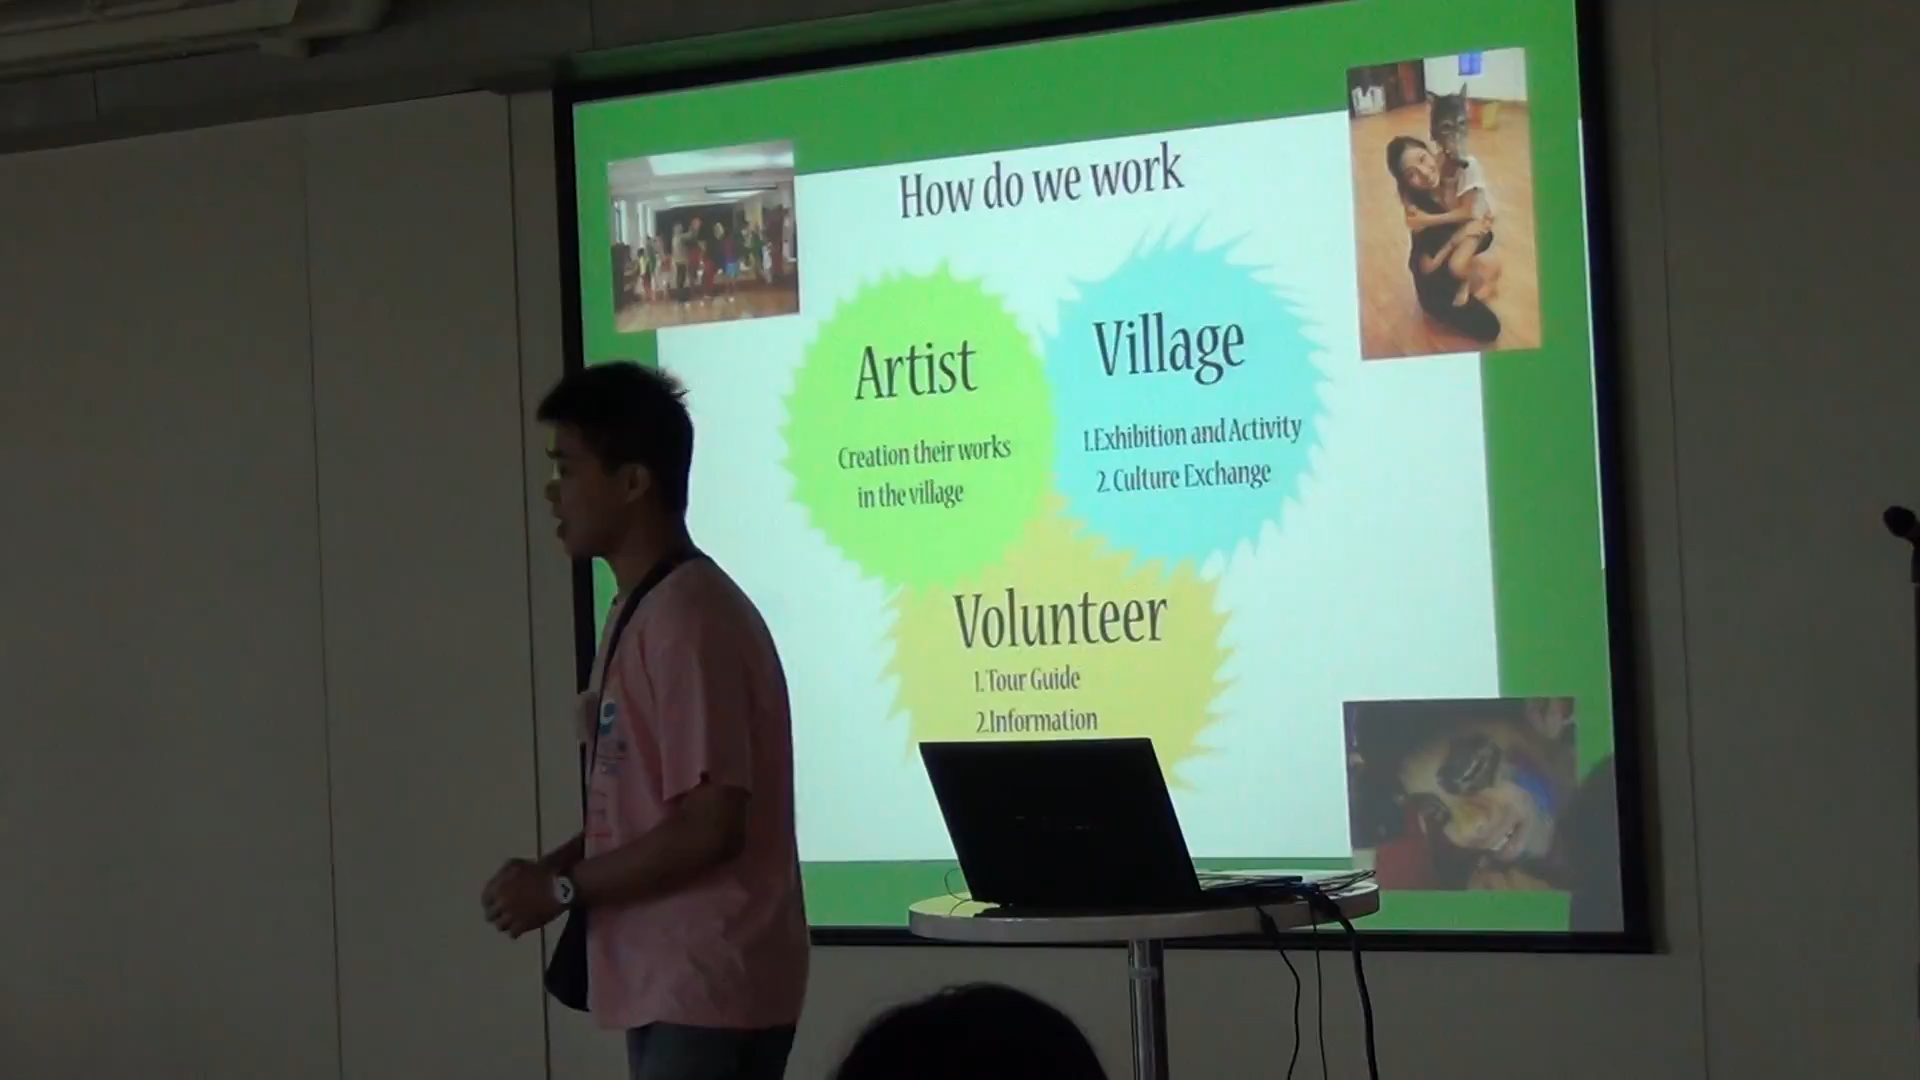 How do we work
Artist
Creation their works
in the village
Village
1.Exhibition and Activity
2. Culture Exchange
Volunteer
1. Tour Guide
2.Information